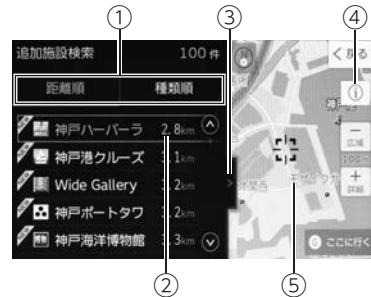 ① ③ ④
追加施設検索 100件
く戻る
距離順 種類順
神戸ハーバーラ 2.8km
神戸港クルーズ 3.1km
広域
100m
Wide Gallery 3.2km
詳細
神戸ポートタワ 3.2km
神戸海洋博物館 3.3km
ここに行く
② ⑤